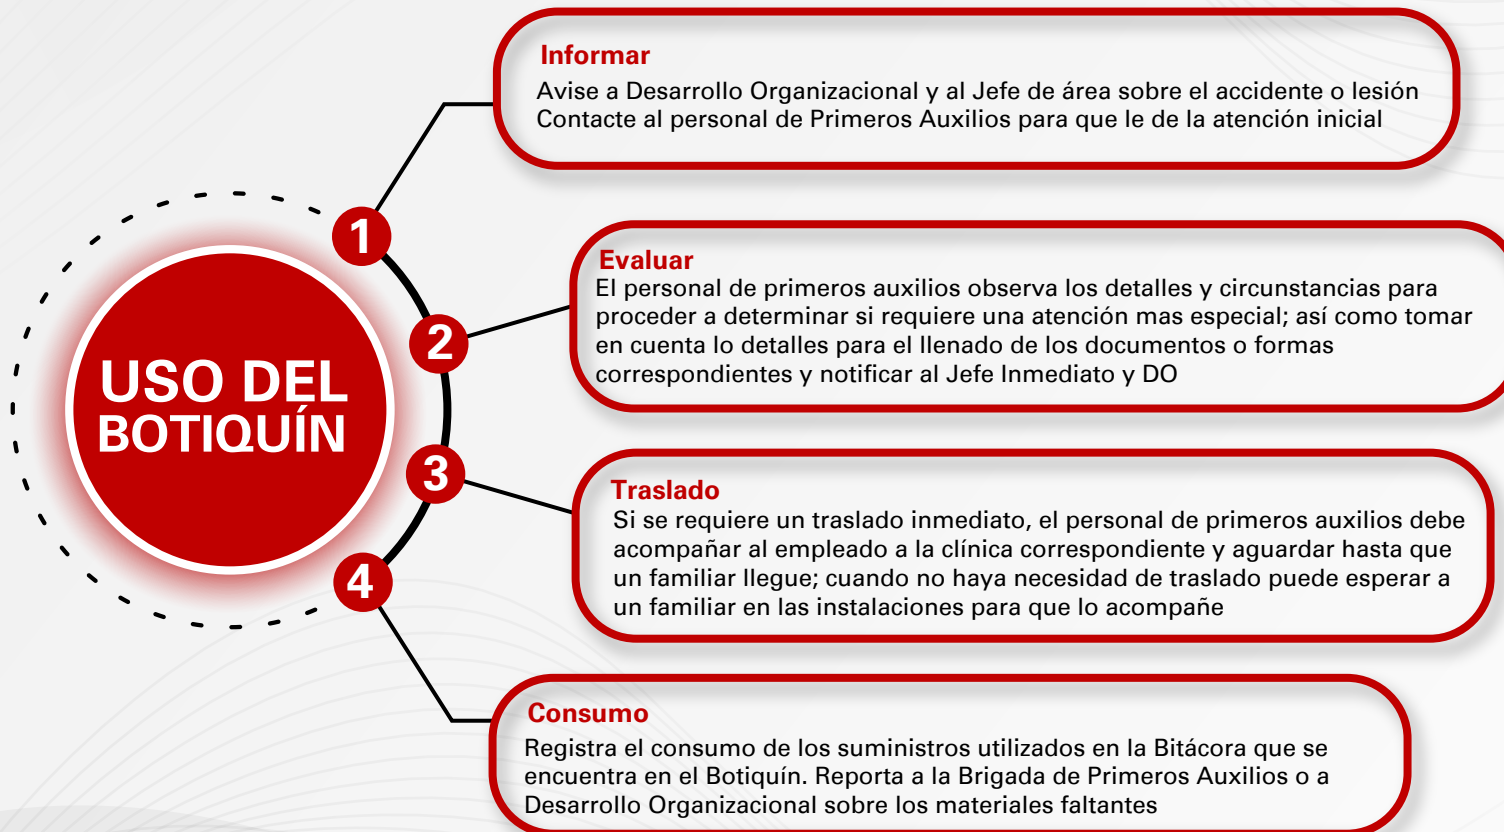 USO DEL
BOTIQUÍN
1
Informar
Avise a Desarrollo Organizacional y al Jefe de área sobre el accidente o lesión
Contacte al personal de Primeros Auxilios para que le de la atención inicial
2
Evaluar
El personal de primeros auxilios observa los detalles y circunstancias para
proceder a determinar si requiere una atención mas especial; así como tomar
en cuenta lo detalles para el llenado de los documentos o formas
correspondientes y notificar al Jefe Inmediato y DO
3
Traslado
Si se requiere un traslado inmediato, el personal de primeros auxilios debe
acompañar al empleado a la clínica correspondiente y aguardar hasta que
un familiar llegue; cuando no haya necesidad de traslado puede esperar a
un familiar en las instalaciones para que lo acompañe
4
Consumo
Registra el consumo de los suministros utilizados en la Bitácora que se
encuentra en el Botiquín. Reporta a la Brigada de Primeros Auxilios o a
Desarrollo Organizacional sobre los materiales faltantes